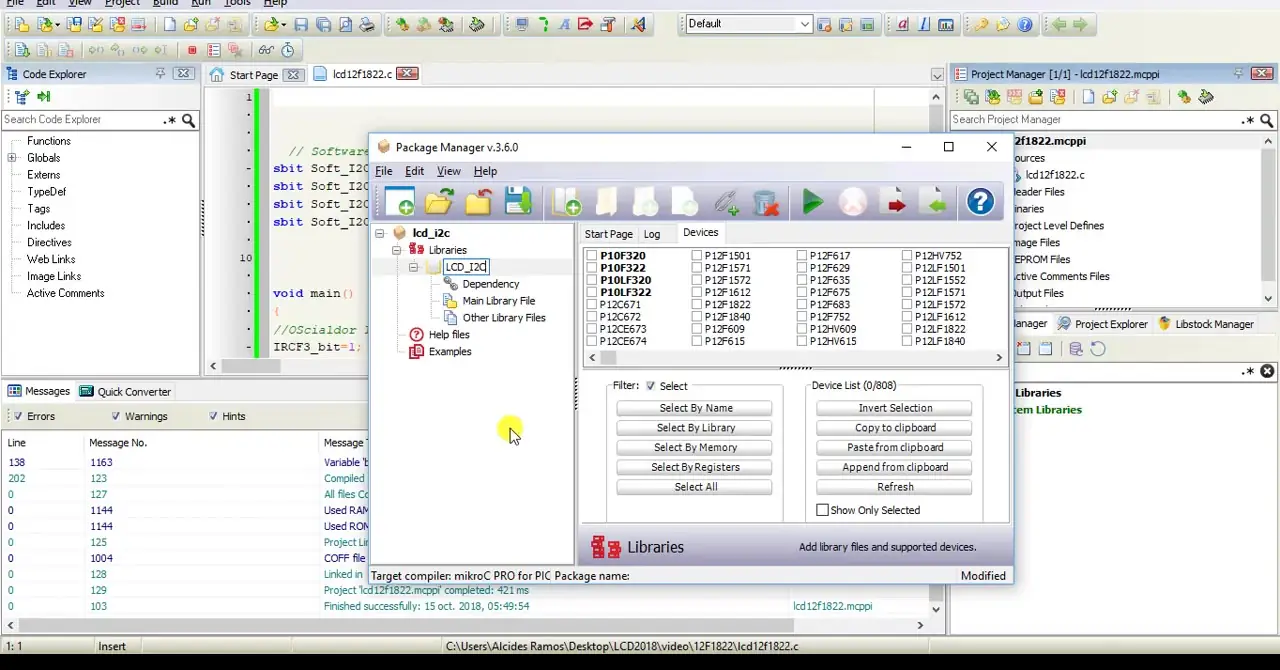 File Edit View Project Build Run Tools Help
Default
Code Explorer
Start Page
lcd12f1822.c
Project Manager [1/1] - lcd12f1822.mcppi
Search Code Explorer
Search Project Manager
Functions
Globals
Externs
TypeDef
Tags
Includes
Directives
Web Links
Image Links
Active Comments
1
10
// Software
sbit Soft_I2C
sbit Soft_I2C
sbit Soft_I2C
sbit Soft_I2C
void main()
{
//OScialdor I
IRCF3_bit=1;
Package Manager v.3.6.0
File Edit View Help
lcd_i2c
Libraries
LCD_I2C
Dependency
Main Library File
Other Library Files
Help files
Examples
Start Page Log Devices
P10F320 P12F1501 P12F617 P12HV752
P10F322 P12F1571 P12F629 P12LF1501
P10LF320 P12F1572 P12F635 P12LF1552
P10LF322 P12F1612 P12F675 P12LF1571
P12C671 P12F1822 P12F683 P12LF1572
P12C672 P12F1840 P12F752 P12LF1612
P12CE673 P12F609 P12HV609 P12LF1822
P12CE674 P12F615 P12HV615 P12LF1840
Filter: Select
Select By Name
Select By Library
Select By Memory
Select By Registers
Select All
Device List (0/808)
Invert Selection
Copy to clipboard
Paste from clipboard
Append from clipboard
Refresh
Show Only Selected
Libraries
Add library files and supported devices.
Target compiler: mikroC PRO for PIC Package name:
Modified
12f1822.mcppi
ources
lcd12f1822.c
eader Files
inaries
roject Level Defines
mage Files
EPROM Files
ctive Comments Files
utput Files
anager
Project Explorer
Libstock Manager
Libraries
tem Libraries
Messages
Quick Converter
Errors
Warnings
Hints
Line Message No. Message T
138 1163 Variable 'b
202 123 Compiled
0 127 All files Co
0 1144 Used RAM
0 1144 Used ROM
0 125 Project Lin
0 1004 COFF file
0 128 Linked in
0 129 Project 'lcd12f1822.mcppi' completed: 421 ms
0 103 Finished successfully: 15 oct. 2018, 05:49:54 lcd12f1822.mcppi
1: 1
Insert
C:\Users\Alcides Ramos\Desktop\LCD2018\video\12F1822\lcd12f1822.c